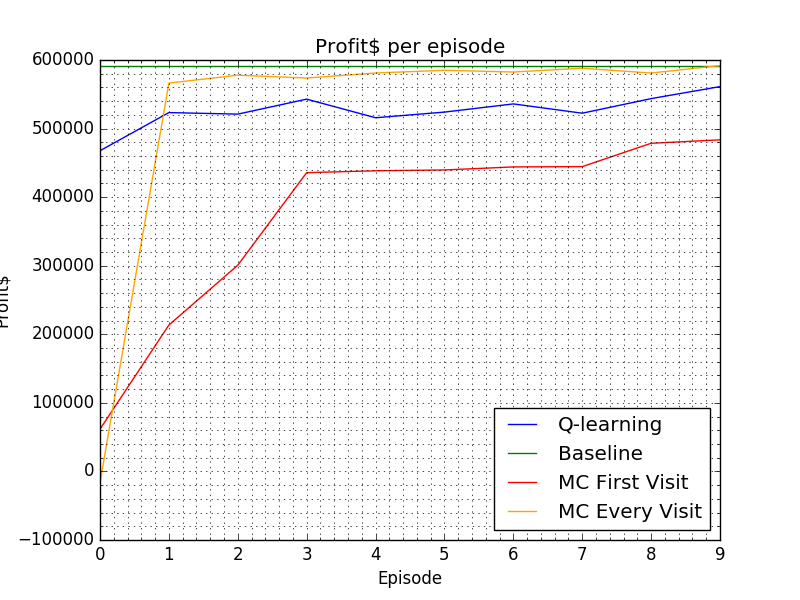 Profit$ per episode
600000
500000
400000
300000
200000
100000
0
−100000
Profit$
0 1 2 3 4 5 6 7 8 9
Episode
Q-learning
Baseline
MC First Visit
MC Every Visit